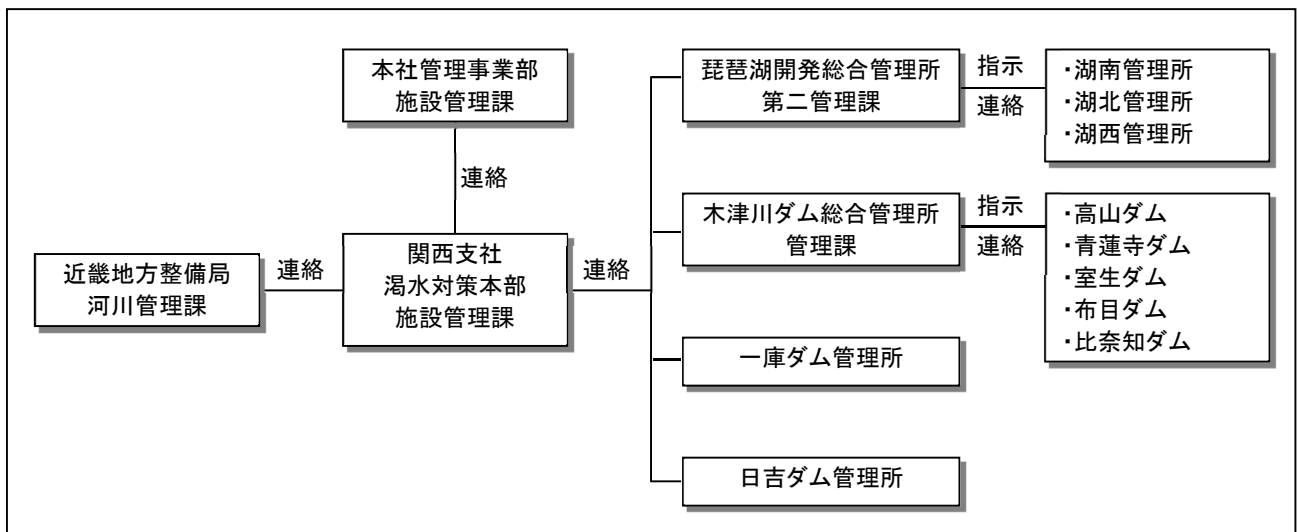 本社管理事業部
施設管理課
連絡
近畿地方整備局
河川管理課
連絡
関西支社
渇水対策本部
施設管理課
連絡
琵琶湖開発総合管理所
第二管理課
指示
連絡
・湖南管理所
・湖北管理所
・湖西管理所
木津川ダム総合管理所
管理課
指示
連絡
・高山ダム
・青蓮寺ダム
・室生ダム
・布目ダム
・比奈知ダム
一庫ダム管理所
日吉ダム管理所